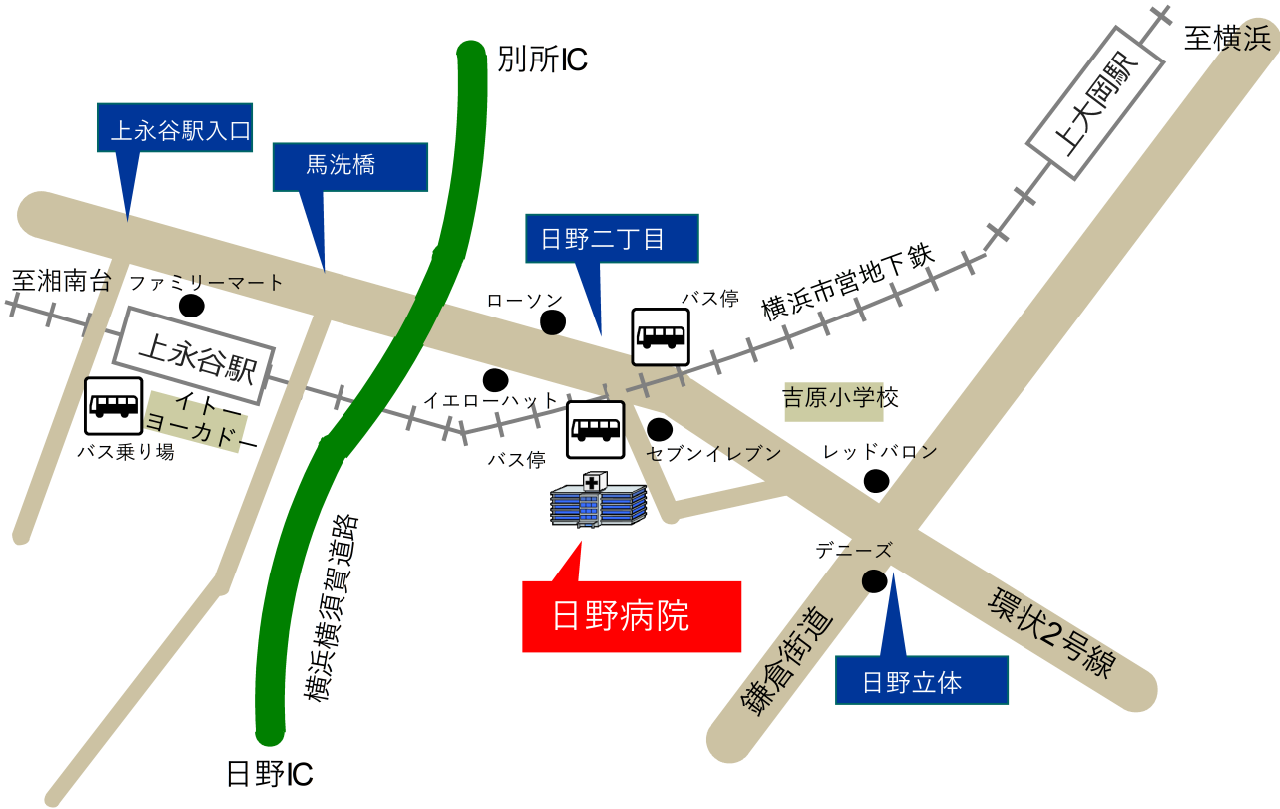 至横浜
別所IC
上大岡駅
上永谷駅入口
馬洗橋
日野二丁目
横浜市営地下鉄
至湘南台
ファミリーマート
ローソン
バス停
上永谷駅
イエローハット
吉原小学校
イトー
ヨーカドー
バス乗り場
バス停
セブンイレブン
レッドバロン
デニーズ
横浜横須賀道路
日野病院
環状2号線
鎌倉街道
日野立体
日野IC